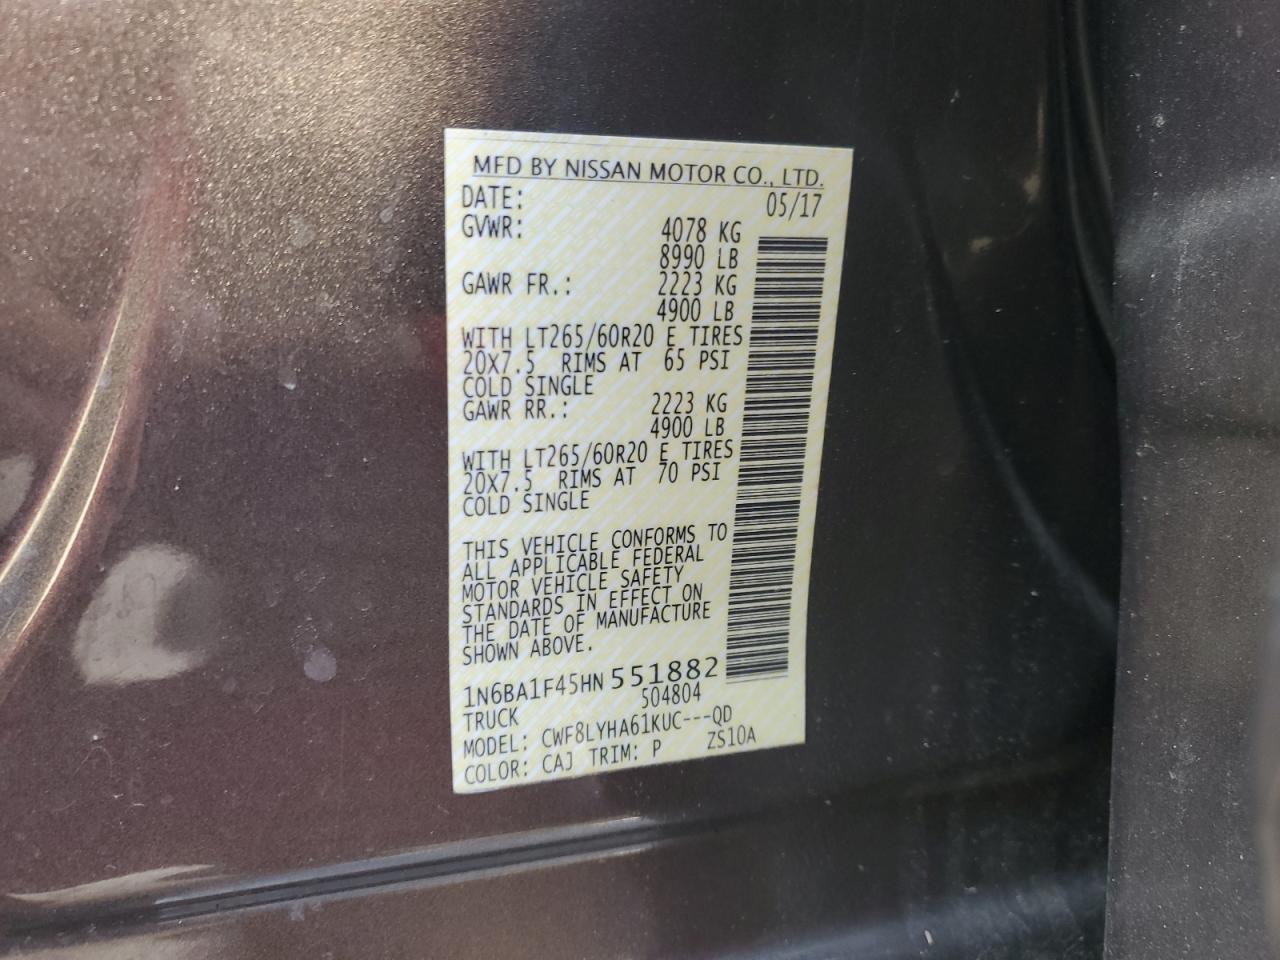 MFD BY NISSAN MOTOR CO., LTD.
DATE: 05/17
GVWR: 4078 KG
8990 LB
GAWR FR.: 2223 KG
4900 LB
WITH LT265/60R20 E TIRES
20X7.5 RIMS AT 65 PSI
COLD SINGLE
GAWR RR.: 2223 KG
4900 LB
WITH LT265/60R20 E TIRES
20X7.5 RIMS AT 70 PSI
COLD SINGLE
THIS VEHICLE CONFORMS TO
ALL APPLICABLE FEDERAL
MOTOR VEHICLE SAFETY
STANDARDS IN EFFECT ON
THE DATE OF MANUFACTURE
SHOWN ABOVE.
1N6BA1F45HN551882
TRUCK 504804
MODEL: CWF8LYHA61KUC---QD
COLOR: CAJ TRIM: P ZS10A